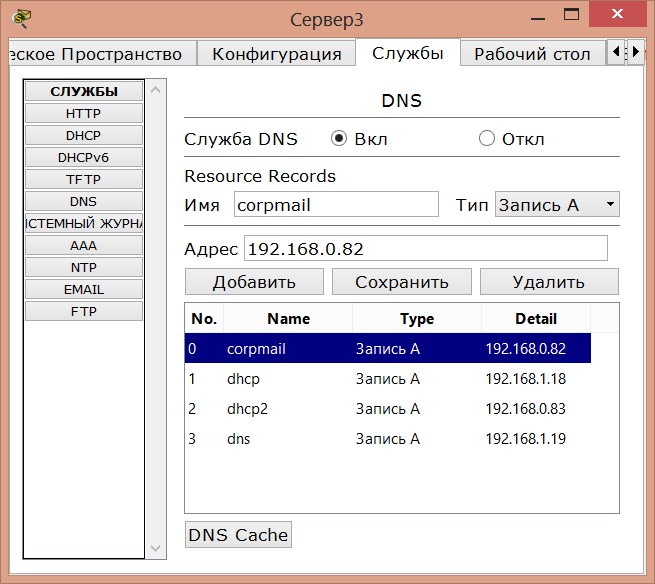 Сервер3
еское Пространство Конфигурация Службы Рабочий стол
СЛУЖБЫ
HTTP
DHCP
DHCPv6
TFTP
DNS
ІСТЕМНЫЙ ЖУРНА
AAA
NTP
EMAIL
FTP
DNS
Служба DNS Вкл Откл
Resource Records
Имя corpmail Тип Запись A
Адрес 192.168.0.82
Добавить Сохранить Удалить
No. Name Type Detail
0 corpmail Запись A 192.168.0.82
1 dhcp Запись A 192.168.1.18
2 dhcp2 Запись A 192.168.0.83
3 dns Запись A 192.168.1.19
DNS Cache